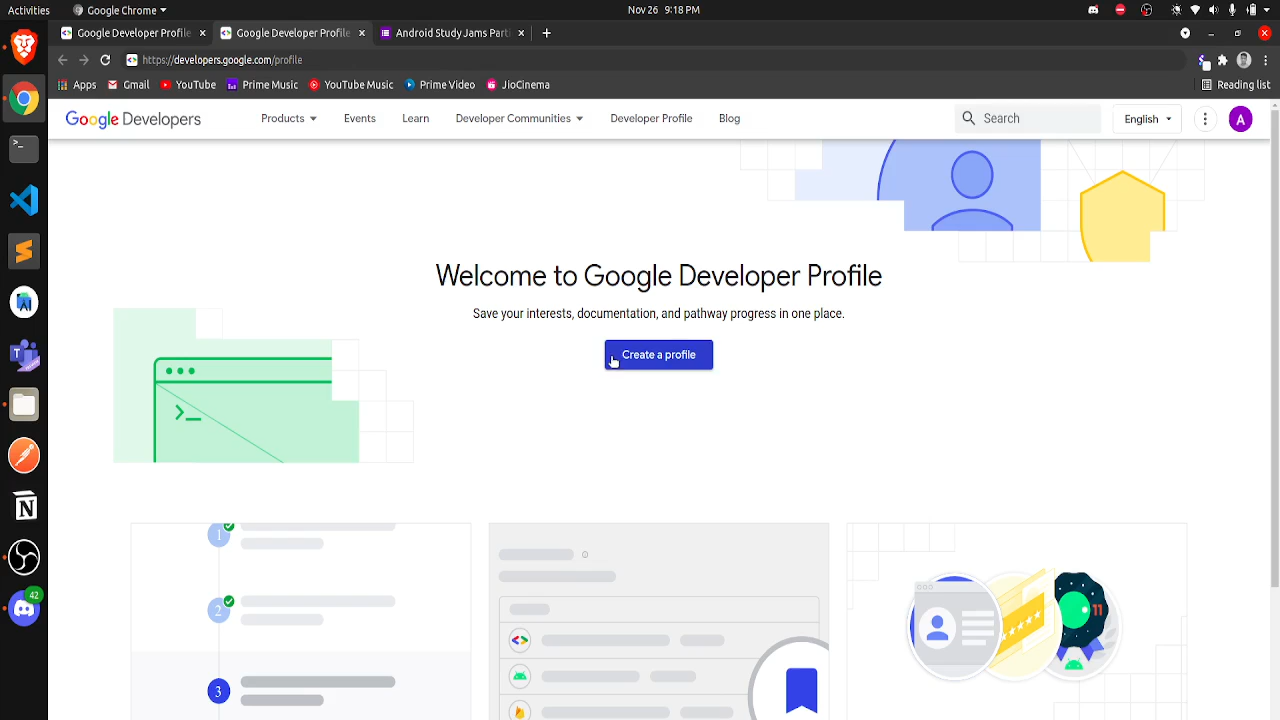 Activities
Google Chrome
Nov 26 9:18 PM
Google Developer Profile
Google Developer Profile
Android Study Jams Parti
https://developers.google.com/profile
Apps
Gmail
YouTube
Prime Music
YouTube Music
Prime Video
JioCinema
Reading list
Google Developers
Products
Events
Learn
Developer Communities
Developer Profile
Blog
Search
English
A
Welcome to Google Developer Profile
Save your interests, documentation, and pathway progress in one place.
Create a profile
1
2
3
11
42